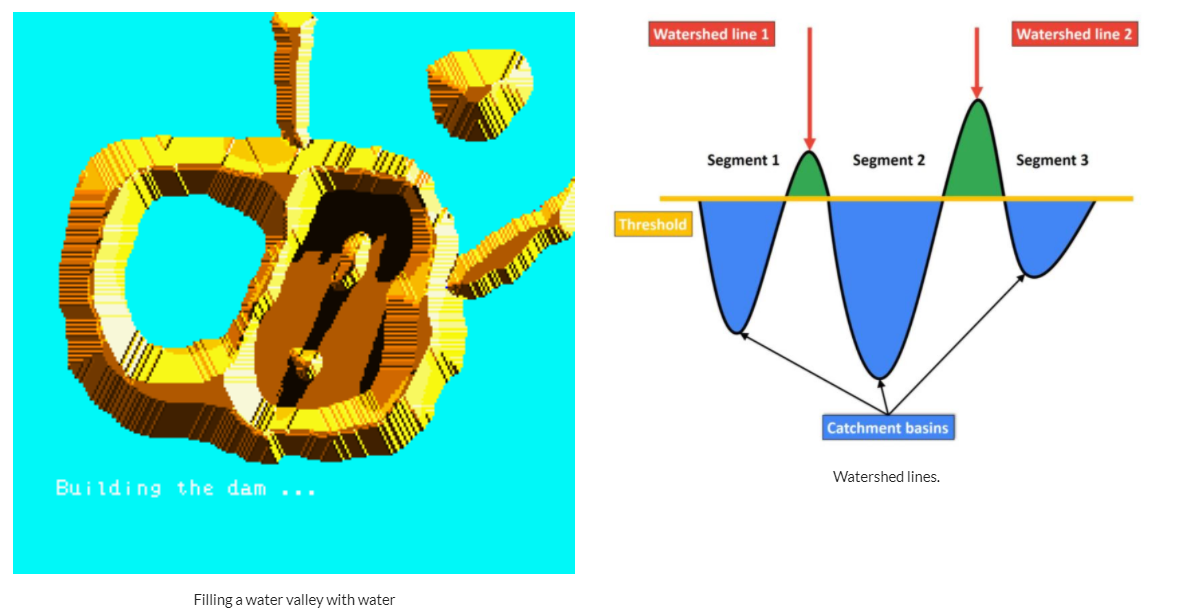 Building the dam ...
Filling a water valley with water
Watershed line 1
Watershed line 2
Segment 1
Segment 2
Segment 3
Threshold
Catchment basins
Watershed lines.